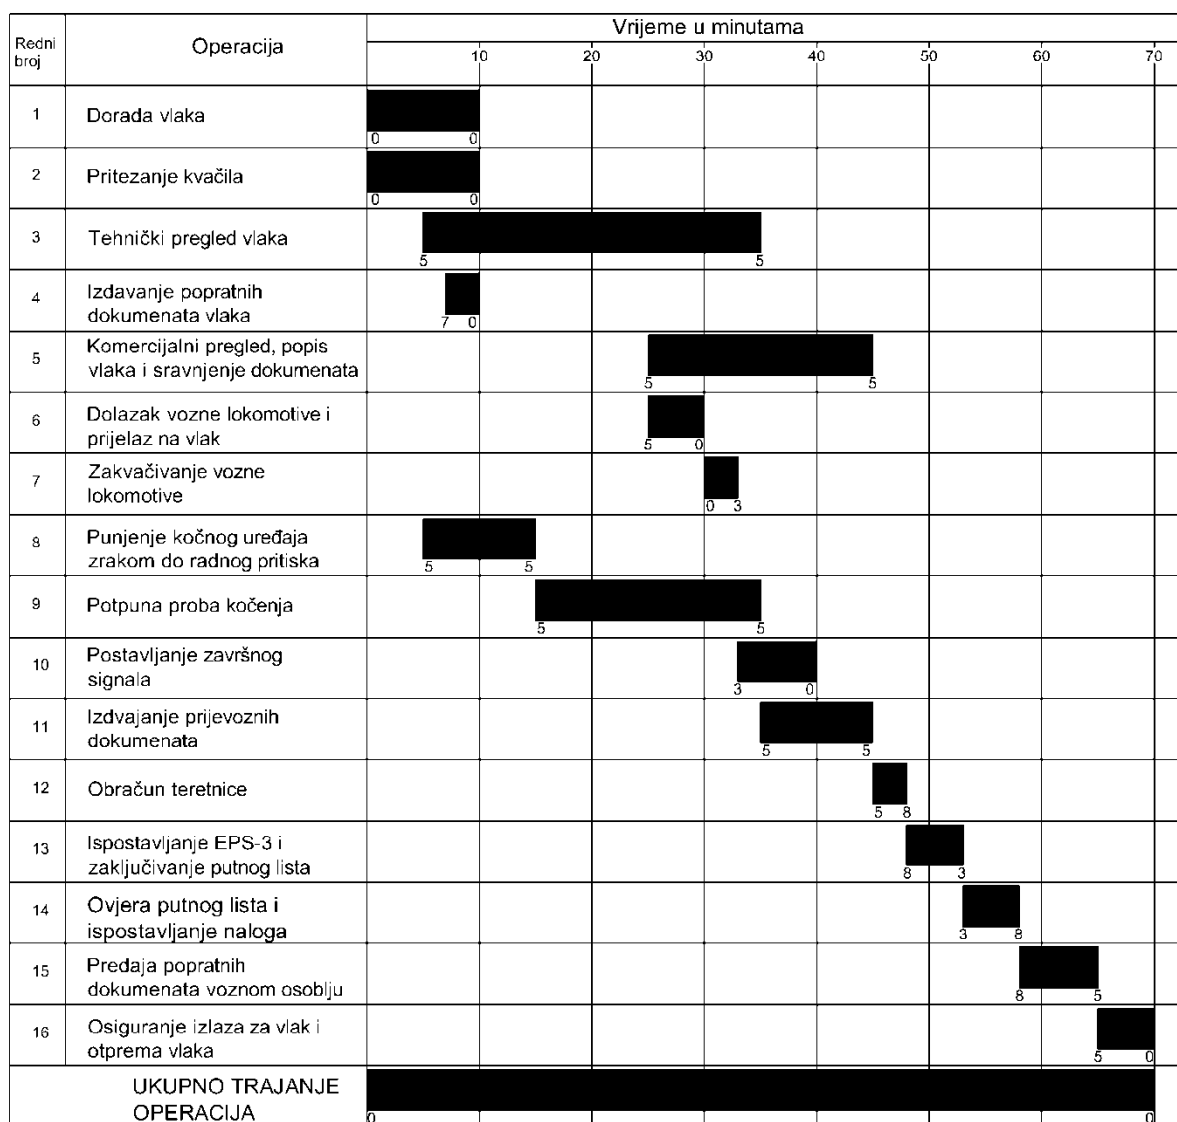 Redni
broj
Operacija
Vrijeme u minutama
10 20 30 40 50 60 70
1 Dorada vlaka
0 0
2 Pritezanje kvačila
0 0
3 Tehnički pregled vlaka
5 5
4 Izdavanje popratnih
dokumenata vlaka
7 0
5 Komercijalni pregled, popis
vlaka i sravnjenje dokumenata
5 5
6 Dolazak vozne lokomotive i
prijelaz na vlak
5 0
7 Zakvačivanje vozne
lokomotive
0 3
8 Punjenje kočnog uređaja
zrakom do radnog pritiska
5 5
9 Potpuna proba kočenja
5 5
10 Postavljanje završnog
signala
3 0
11 Izdvajanje prijevoznih
dokumenata
5 5
12 Obračun teretnice
5 8
13 Ispostavljanje EPS-3 i
zaključivanje putnog lista
8 3
14 Ovjera putnog lista i
ispostavljanje naloga
3 8
15 Predaja popratnih
dokumenata voznom osoblju
8 5
16 Osiguranje izlaza za vlak i
otprema vlaka
5 0
UKUPNO TRAJANJE
OPERACIJA
0 0